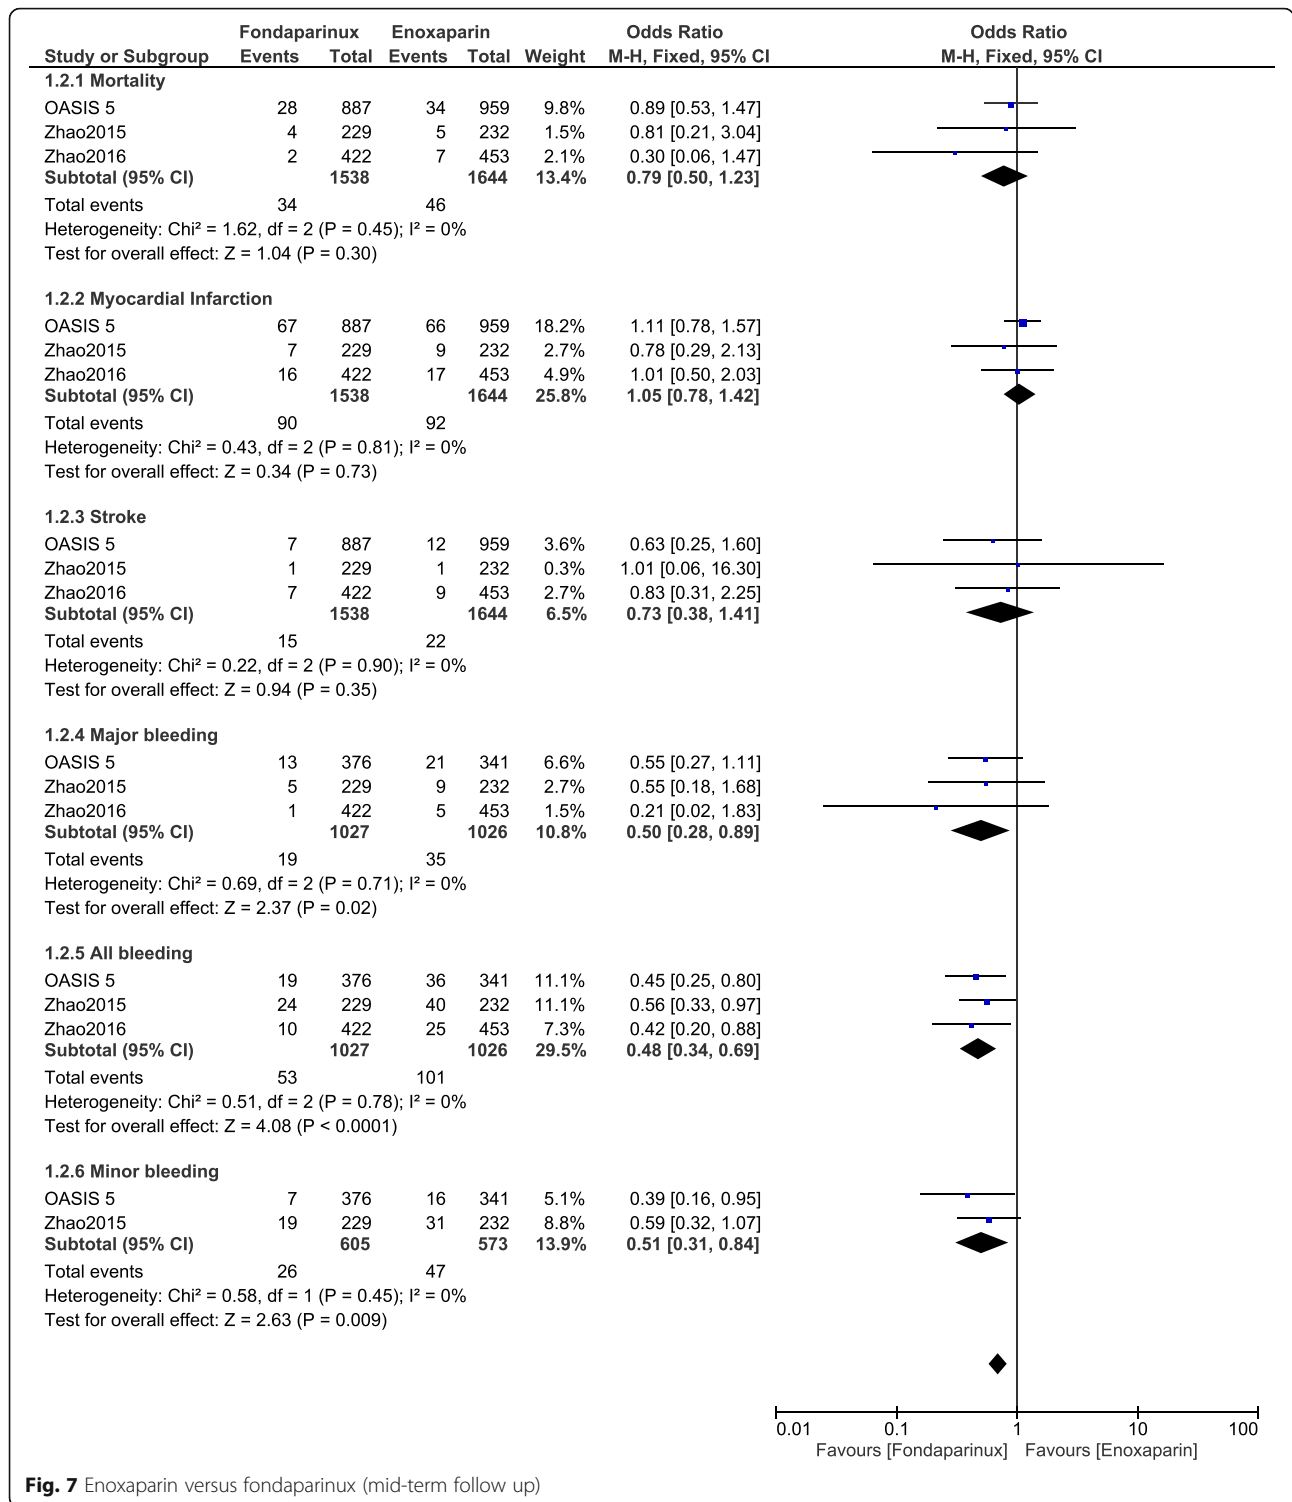 Fondaparinux Enoxaparin Odds Ratio Odds Ratio
Study or Subgroup Events Total Events Total Weight M-H, Fixed, 95% CI M-H, Fixed, 95% CI
1.2.1 Mortality
OASIS 5 28 887 34 959 9.8% 0.89 [0.53, 1.47]
Zhao2015 4 229 5 232 1.5% 0.81 [0.21, 3.04]
Zhao2016 2 422 7 453 2.1% 0.30 [0.06, 1.47]
Subtotal (95% CI) 1538 1644 13.4% 0.79 [0.50, 1.23]
Total events 34 46
Heterogeneity: Chi² = 1.62, df = 2 (P = 0.45); I² = 0%
Test for overall effect: Z = 1.04 (P = 0.30)
1.2.2 Myocardial Infarction
OASIS 5 67 887 66 959 18.2% 1.11 [0.78, 1.57]
Zhao2015 7 229 9 232 2.7% 0.78 [0.29, 2.13]
Zhao2016 16 422 17 453 4.9% 1.01 [0.50, 2.03]
Subtotal (95% CI) 1538 1644 25.8% 1.05 [0.78, 1.42]
Total events 90 92
Heterogeneity: Chi² = 0.43, df = 2 (P = 0.81); I² = 0%
Test for overall effect: Z = 0.34 (P = 0.73)
1.2.3 Stroke
OASIS 5 7 887 12 959 3.6% 0.63 [0.25, 1.60]
Zhao2015 1 229 1 232 0.3% 1.01 [0.06, 16.30]
Zhao2016 7 422 9 453 2.7% 0.83 [0.31, 2.25]
Subtotal (95% CI) 1538 1644 6.5% 0.73 [0.38, 1.41]
Total events 15 22
Heterogeneity: Chi² = 0.22, df = 2 (P = 0.90); I² = 0%
Test for overall effect: Z = 0.94 (P = 0.35)
1.2.4 Major bleeding
OASIS 5 13 376 21 341 6.6% 0.55 [0.27, 1.11]
Zhao2015 5 229 9 232 2.7% 0.55 [0.18, 1.68]
Zhao2016 1 422 5 453 1.5% 0.21 [0.02, 1.83]
Subtotal (95% CI) 1027 1026 10.8% 0.50 [0.28, 0.89]
Total events 19 35
Heterogeneity: Chi² = 0.69, df = 2 (P = 0.71); I² = 0%
Test for overall effect: Z = 2.37 (P = 0.02)
1.2.5 All bleeding
OASIS 5 19 376 36 341 11.1% 0.45 [0.25, 0.80]
Zhao2015 24 229 40 232 11.1% 0.56 [0.33, 0.97]
Zhao2016 10 422 25 453 7.3% 0.42 [0.20, 0.88]
Subtotal (95% CI) 1027 1026 29.5% 0.48 [0.34, 0.69]
Total events 53 101
Heterogeneity: Chi² = 0.51, df = 2 (P = 0.78); I² = 0%
Test for overall effect: Z = 4.08 (P < 0.0001)
1.2.6 Minor bleeding
OASIS 5 7 376 16 341 5.1% 0.39 [0.16, 0.95]
Zhao2015 19 229 31 232 8.8% 0.59 [0.32, 1.07]
Subtotal (95% CI) 605 573 13.9% 0.51 [0.31, 0.84]
Total events 26 47
Heterogeneity: Chi² = 0.58, df = 1 (P = 0.45); I² = 0%
Test for overall effect: Z = 2.63 (P = 0.009)
0.01 0.1 1 10 100
Favours [Fondaparinux] Favours [Enoxaparin]
Fig. 7 Enoxaparin versus fondaparinux (mid-term follow up)